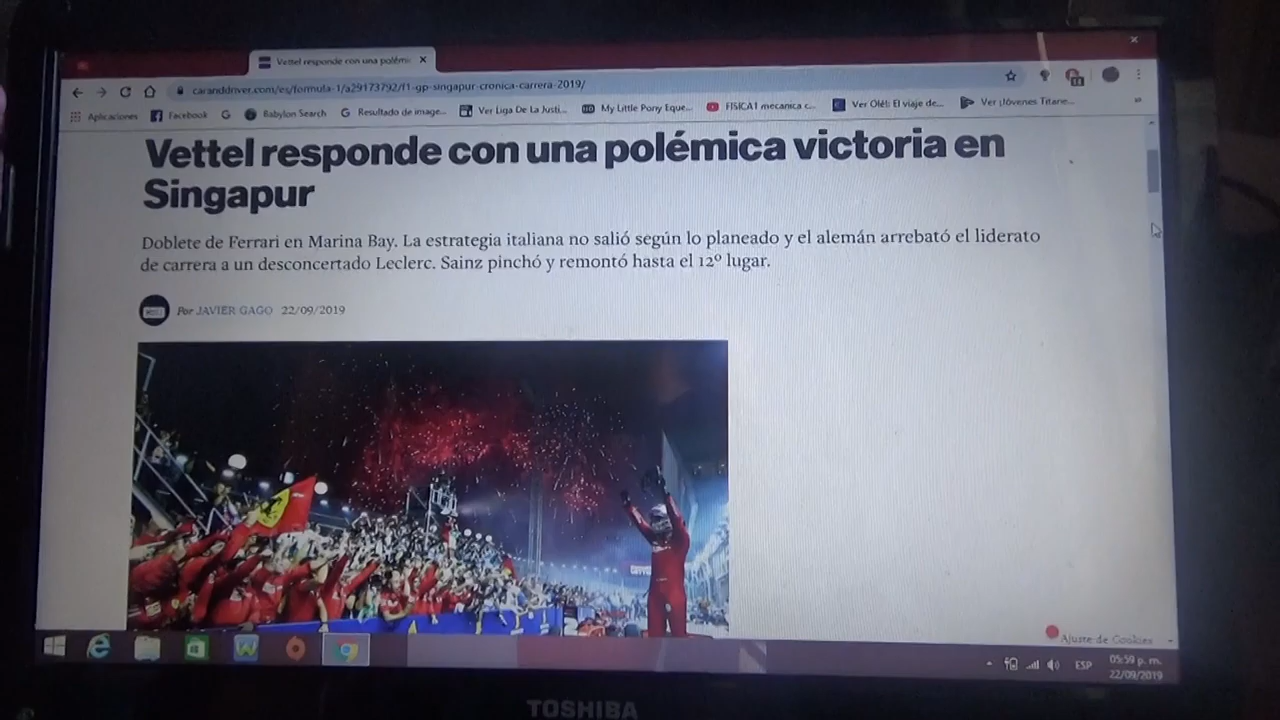 Vettel responde con una polémi
caranddriver.com/es/formula-1/a29173792/f1-gp-singapur-cronica-carrera-2019/
Aplicaciones Facebook Babylon Search Resultado de image... Ver Liga De La Justi... My Little Pony Eque... FISICA I mecanica c... Ver Olé!: El viaje de... Ver ¡Jóvenes Titane...
Vettel responde con una polémica victoria en
Singapur
Doblete de Ferrari en Marina Bay. La estrategia italiana no salió según lo planeado y el alemán arrebató el liderato
de carrera a un desconcertado Leclerc. Sainz pinchó y remontó hasta el 12º lugar.
Por JAVIER GAGO 22/09/2019
Ajuste de Cookies
ESP
05:59 p. m.
22/09/2019
TOSHIBA